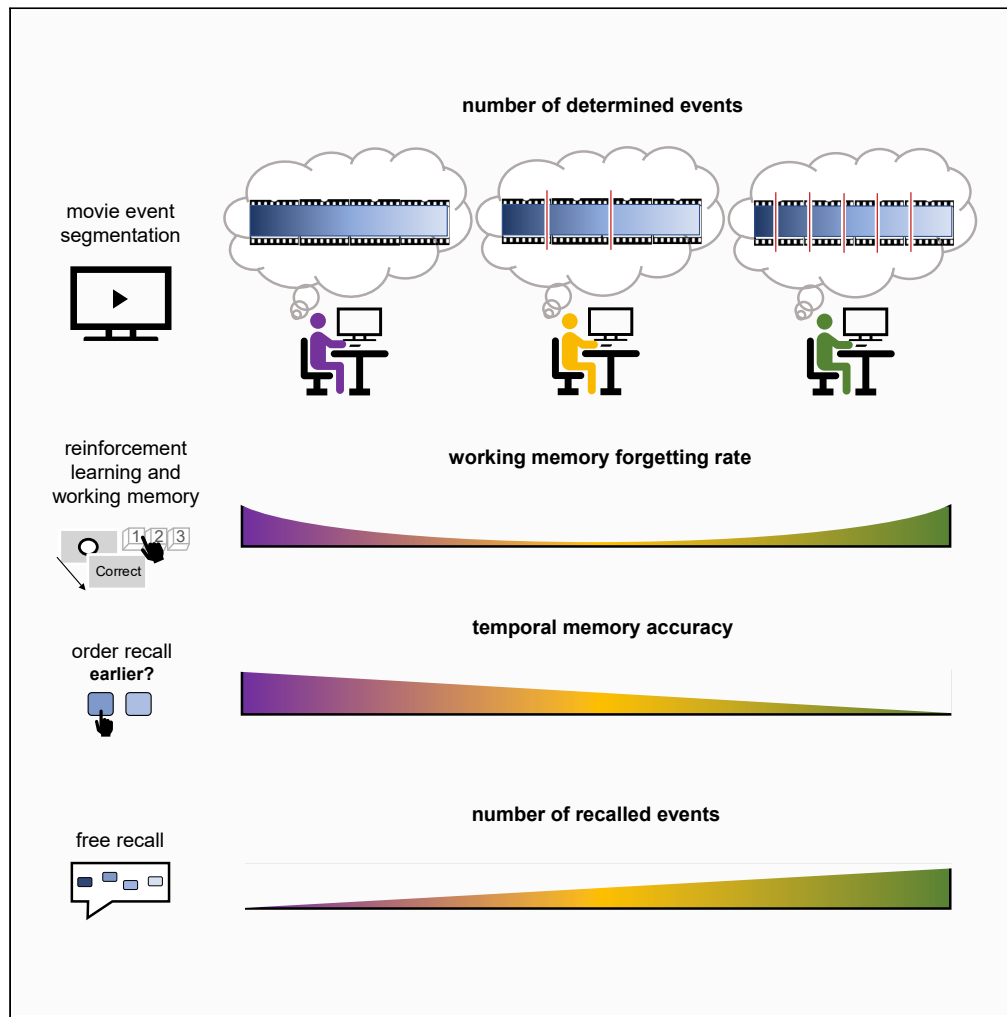 number of determined events
movie event
segmentation
reinforcement
learning and
working memory
1 2 3
Correct
working memory forgetting rate
temporal memory accuracy
order recall
earlier?
number of recalled events
free recall